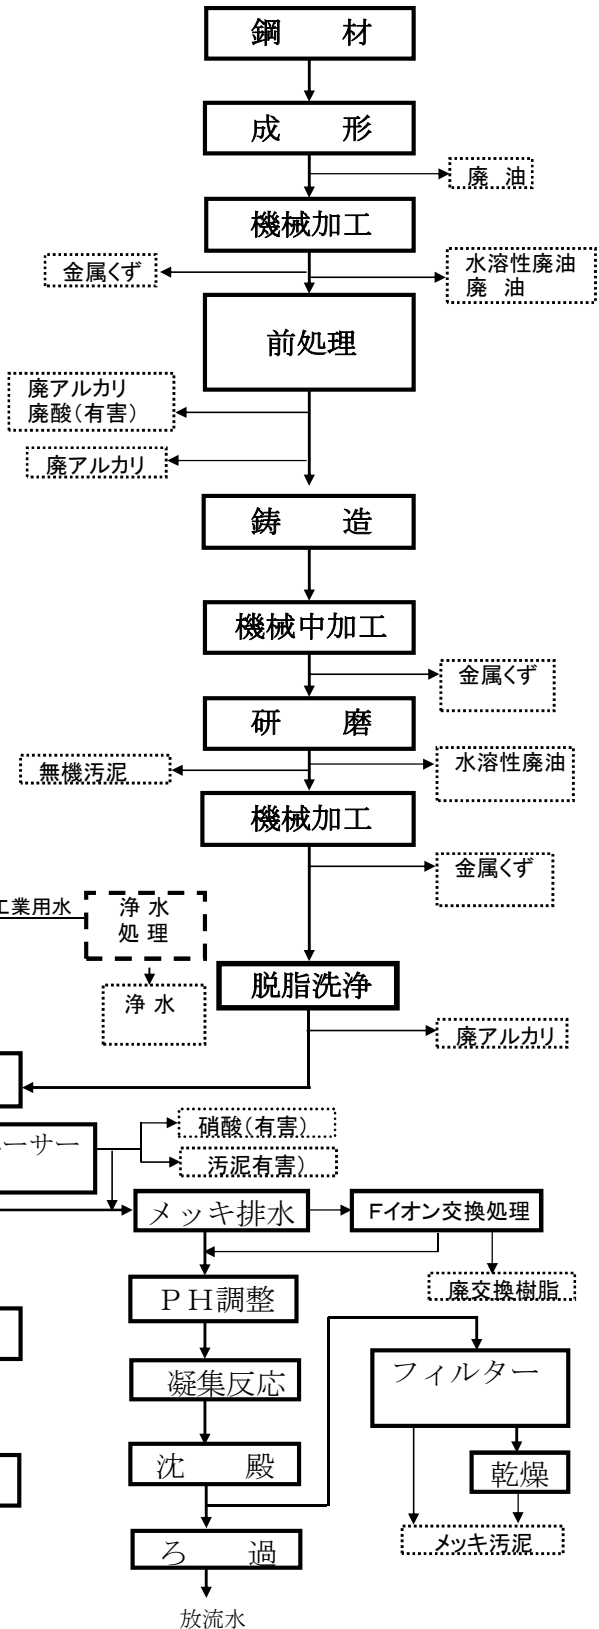 鋼　材
成　形
廃 油
機械加工
金属くず
水溶性廃油
廃 油
前処理
廃アルカリ
廃酸(有害)
廃アルカリ
鋳　造
機械中加工
金属くず
研　磨
無機汚泥
水溶性廃油
機械加工
金属くず
工業用水
浄 水
処 理
脱脂洗浄
浄 水
廃アルカリ
硝酸(有害)
ーサー
汚泥有害)
メッキ排水
Fイオン交換処理
廃交換樹脂
ＰＨ調整
フィルター
凝集反応
沈　殿
乾燥
メッキ汚泥
ろ　過
放流水